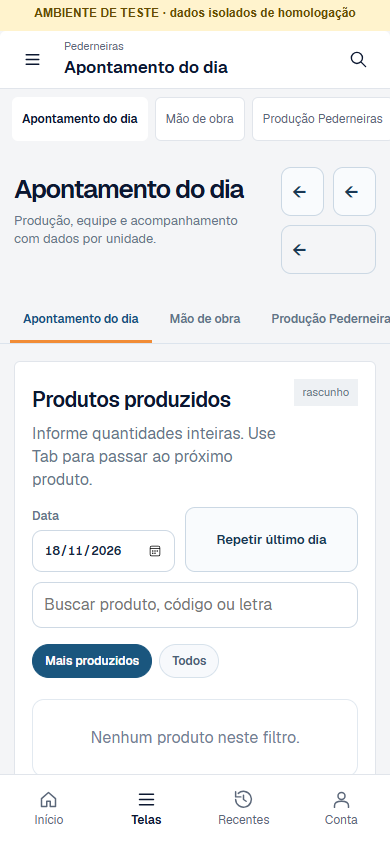 AMBIENTE DE TESTE · dados isolados de homologação
Pederneiras
Apontamento do dia
Apontamento do dia
Mão de obra
Produção Pederneiras
Apontamento do dia
Produção, equipe e acompanhamento
com dados por unidade.
Apontamento do dia
Mão de obra
Produção Pederneira
Produtos produzidos
rascunho
Informe quantidades inteiras. Use
Tab para passar ao próximo
produto.
Data
18/11/2026
Repetir último dia
Buscar produto, código ou letra
Mais produzidos
Todos
Nenhum produto neste filtro.
Início
Telas
Recentes
Conta